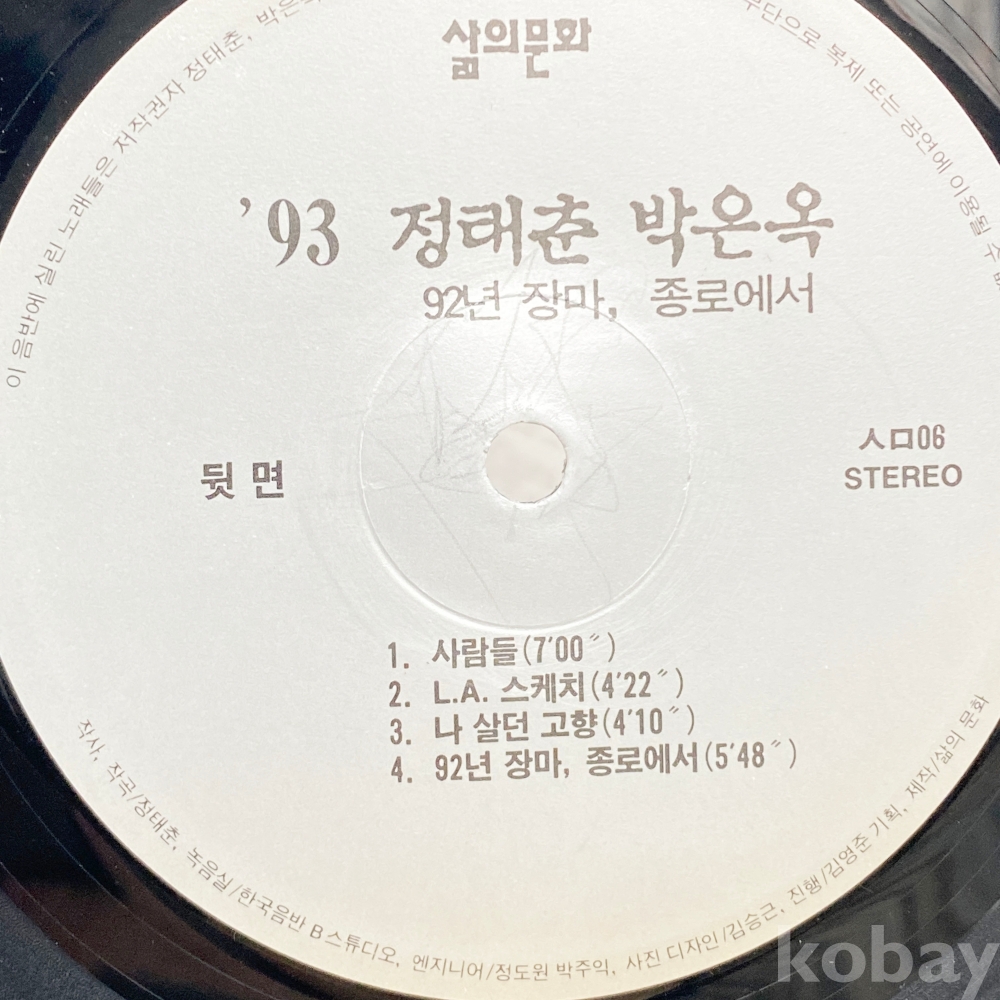 삶의문화
이 음반에 실린 노래들은 저작권자 정태춘, 박은옥
무단으로 복제 또는 공연에 이용될 수 없
'93 정태춘 박은옥
92년 장마, 종로에서
뒷면
ㅅㅁ06
STEREO
1. 사람들(7'00")
2. L.A. 스케치(4'22")
3. 나 살던 고향(4'10")
4. 92년 장마, 종로에서(5'48")
작사, 작곡/정태춘, 녹음실/한국음반 B스튜디오, 엔지니어/정도원 박주익, 사진 디자인/김승근, 진행/김영준 기획, 제작/삶의 문화
kobay